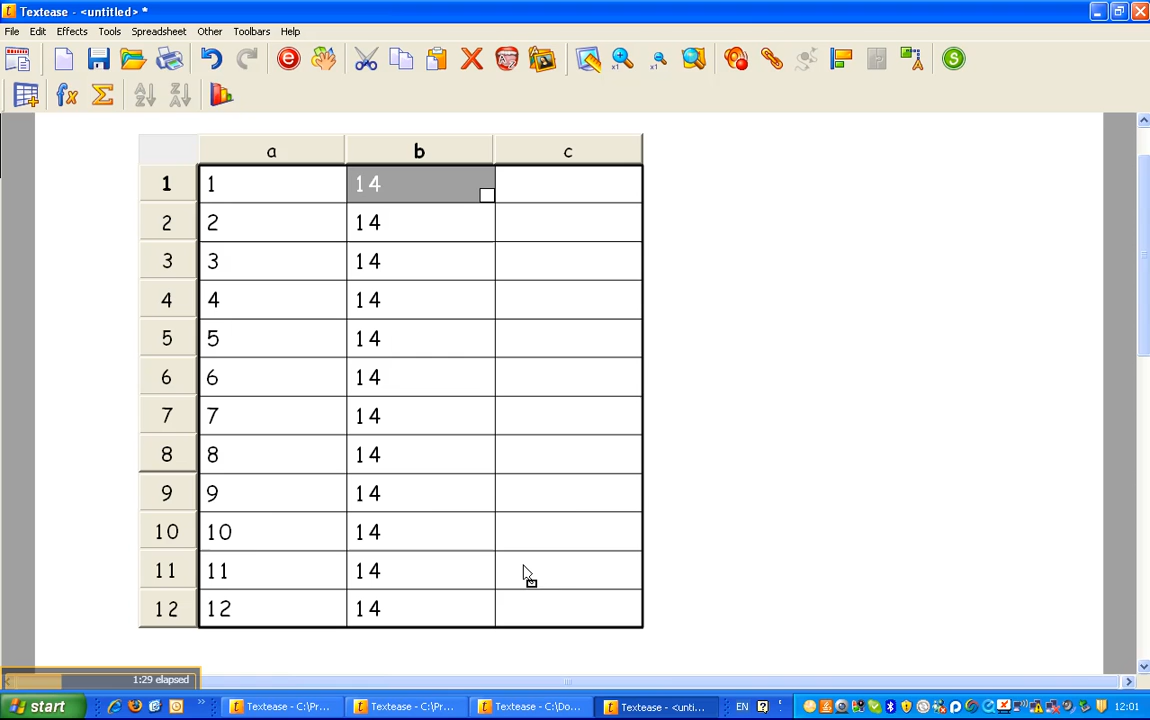 Textease - <untitled> *
File Edit Effects Tools Spreadsheet Other Toolbars Help
a b c
1 1 14
2 2 14
3 3 14
4 4 14
5 5 14
6 6 14
7 7 14
8 8 14
9 9 14
10 10 14
11 11 14
12 12 14
1:29 elapsed
start Textease - C:\Pr... Textease - C:\Pr... Textease - C:\Do... Textease - <unti... EN 12:01